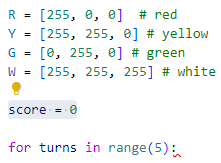 R = [255, 0, 0]  # red
Y = [255, 255, 0] # yellow
G = [0, 255, 0] # green
W = [255, 255, 255] # white
score = 0
for turns in range(5):